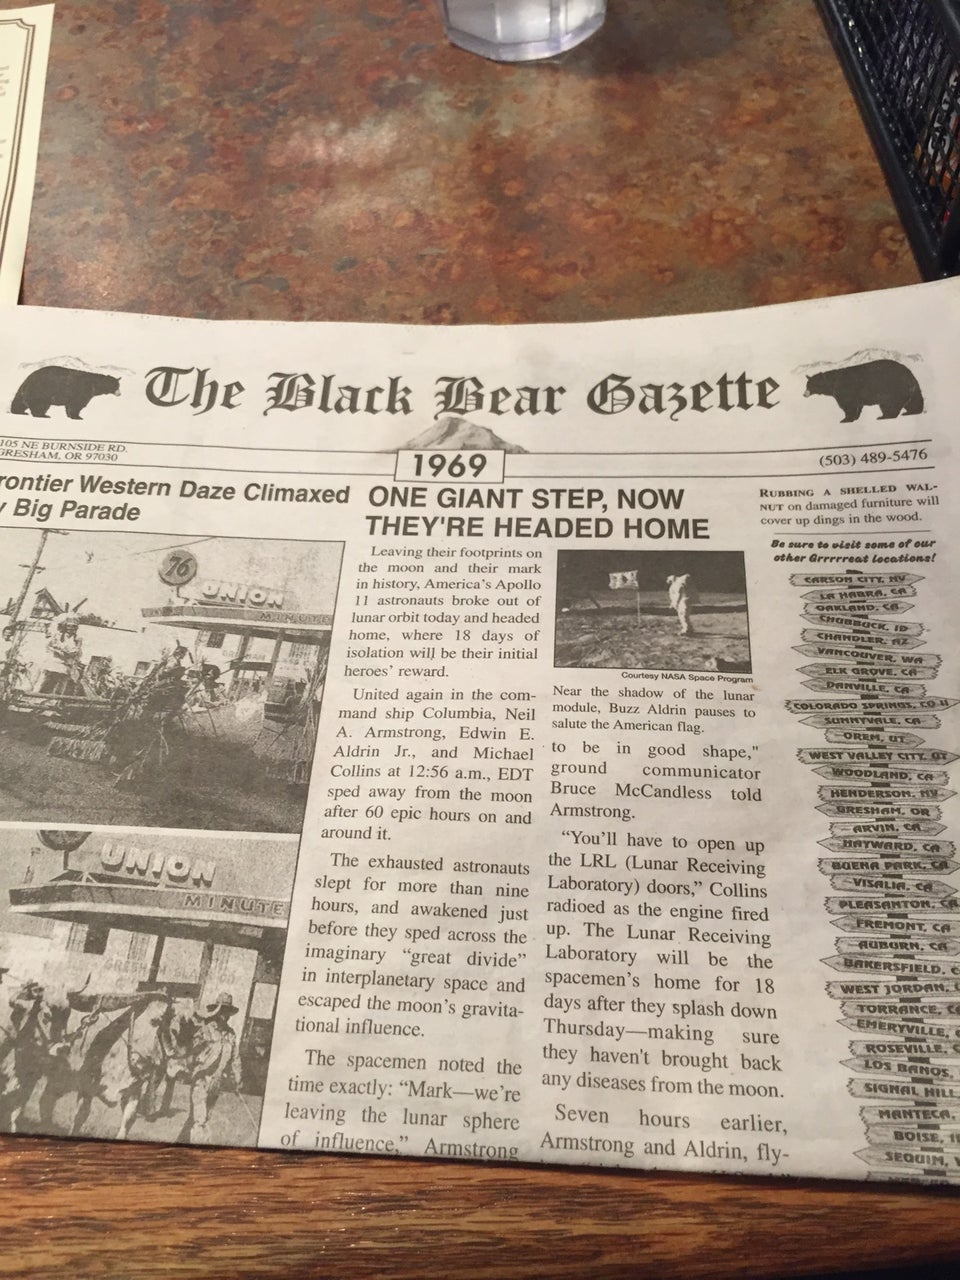 The Black Bear Gazette
105 NE BURNSIDE RD.
GRESHAM, OR 97030
1969
(503) 489-5476
rontier Western Daze Climaxed
y Big Parade
76
UNION
MINUTE
UNION
MINUTE
ONE GIANT STEP, NOW
THEY'RE HEADED HOME
Leaving their footprints on
the moon and their mark
in history, America's Apollo
11 astronauts broke out of
lunar orbit today and headed
home, where 18 days of
isolation will be their initial
heroes' reward.
United again in the com-
mand ship Columbia, Neil
A. Armstrong, Edwin E.
Aldrin Jr., and Michael
Collins at 12:56 a.m., EDT
sped away from the moon
after 60 epic hours on and
around it.
The exhausted astronauts
slept for more than nine
hours, and awakened just
before they sped across the
imaginary "great divide"
in interplanetary space and
escaped the moon's gravita-
tional influence.
The spacemen noted the
time exactly: "Mark—we're
leaving the lunar sphere
of influence," Armstrong
Courtesy NASA Space Program
Near the shadow of the lunar
module, Buzz Aldrin pauses to
salute the American flag.
to be in good shape,"
ground communicator
Bruce McCandless told
Armstrong.
"You'll have to open up
the LRL (Lunar Receiving
Laboratory) doors," Collins
radioed as the engine fired
up. The Lunar Receiving
Laboratory will be the
spacemen's home for 18
days after they splash down
Thursday—making sure
they haven't brought back
any diseases from the moon.
Seven hours earlier,
Armstrong and Aldrin, fly-
RUBBING A SHELLED WAL-
NUT on damaged furniture will
cover up dings in the wood.
Be sure to visit some of our
other Grrrrreat locations!
CARSON CITY, NV
LA HABRA, CA
OAKLAND, CA
CHUBBUCK, ID
CHANDLER, AZ
VANCOUVER, WA
ELK GROVE, CA
DANVILLE, CA
COLORADO SPRINGS, CO
SUNNYVALE, CA
OREM, UT
WEST VALLEY CITY, UT
WOODLAND, CA
HENDERSON, NV
GRESHAM, OR
ARVIN, CA
HAYWARD, CA
BUENA PARK, CA
VISALIA, CA
PLEASANTON, CA
FREMONT, CA
AUBURN, CA
BAKERSFIELD, C
WEST JORDAN,
TORRANCE, C
EMERYVILLE,
ROSEVILLE, C
LOS BANOS,
SIGNAL HILL
MANTECA,
BOISE, I
SEQUIM,